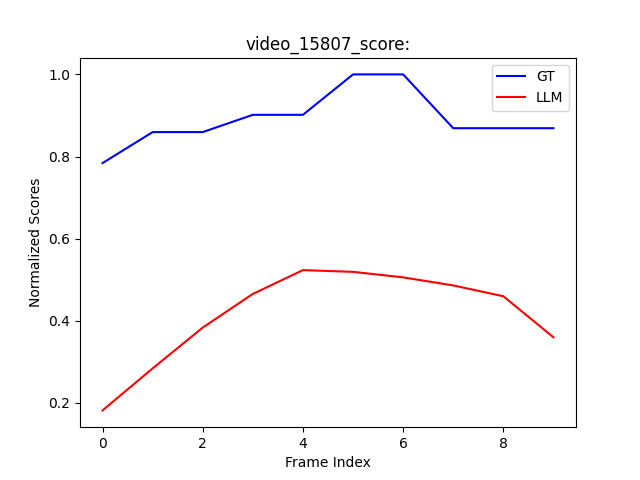 video_15807_score:
GT
LLM
1.0
0.8
0.6
0.4
0.2
Normalized Scores
0 2 4 6 8
Frame Index